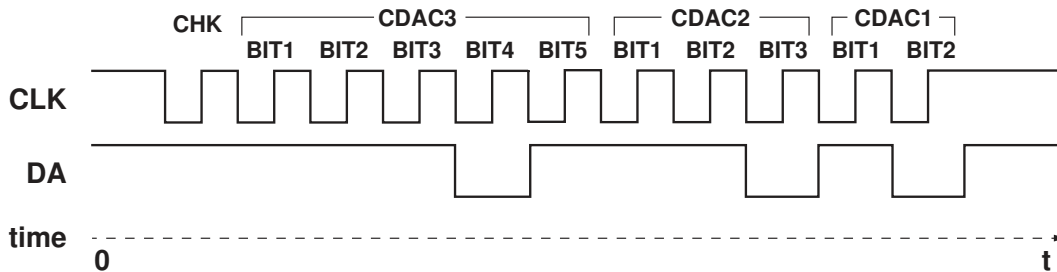 CHK CDAC3 CDAC2 CDAC1
BIT1 BIT2 BIT3 BIT4 BIT5 BIT1 BIT2 BIT3 BIT1 BIT2
CLK
DA
time
0 t